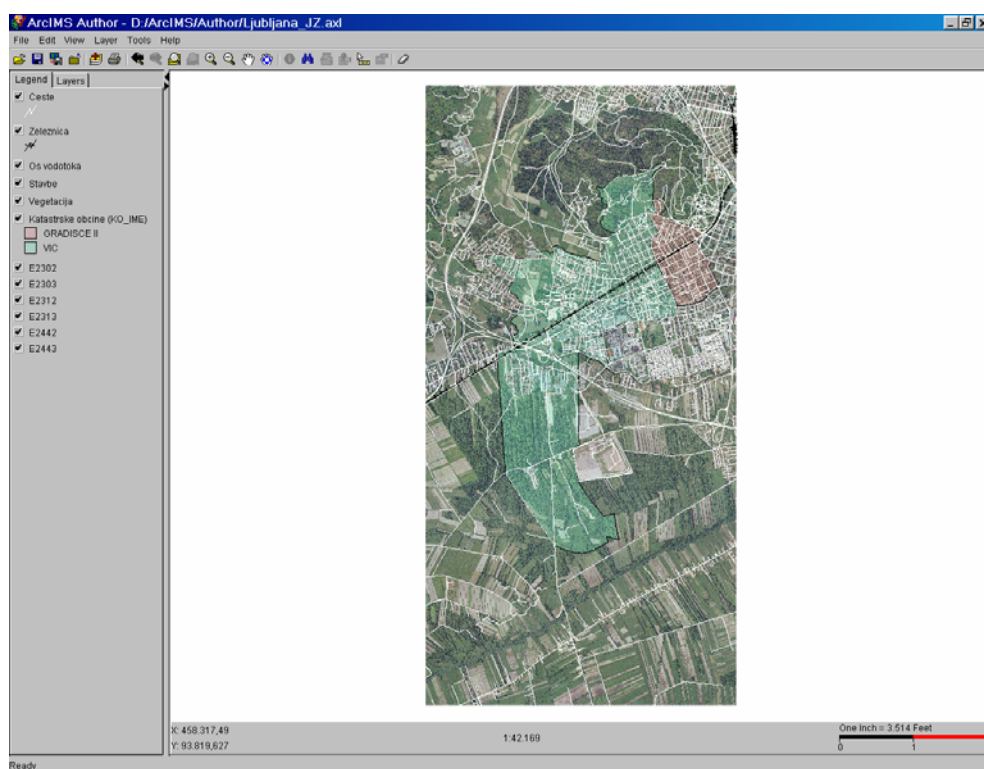 ArcIMS Author - D:/ArcIMS/Author/Ljubljana_JZ.axl
File Edit View Layer Tools Help
Legend Layers
Ceste
Zeleznica
Os vodotoka
Stavbe
Vegetacija
Katastrske obcine (KO_IME)
GRADISCE II
VIC
E2302
E2303
E2312
E2313
E2442
E2443
X: 458.317,49
Y: 93.819,627
1:42.169
One Inch = 3.514 Feet
0 1
Ready